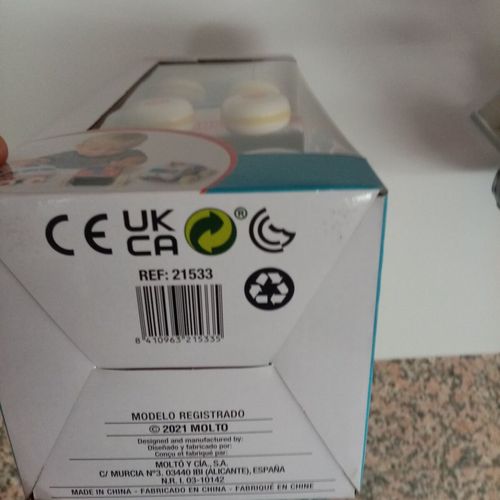 CE UK CA ®
REF: 21533
8 410963 215335
MODELO REGISTRADO
© 2021 MOLTO
Designed and manufactured by:
Diseñado y fabricado por:
Conçu et fabriqué par:
MOLTÓ Y CÍA., S.A.
C/ MURCIA Nº3. 03440 IBI (ALICANTE), ESPAÑA
N.R. I. 03-10142
MADE IN CHINA - FABRICADO EN CHINA - FABRIQUÉ EN CHINE